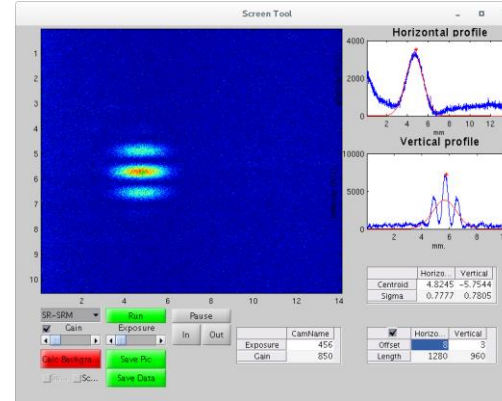 Screen Tool
Horizontal profile
4000
2000
0
0 2 4 6 8 10 12
mm
Vertical profile
10000
5000
0
2 4 6 8 10
mm.
1
2
3
4
5
6
7
8
9
10
2 4 6 8 10 12 14
Horizo... Vertical
Centroid 4.8245 -5.7544
Sigma 0.7777 0.7805
SR-SRM
Run
Pause
Gain
Exposure
In
Out
CamName
Exposure 456
Gain 850
Horizo... Vertical
Offset 8 3
Length 1280 960
Save Pic
Sc...
Save Data